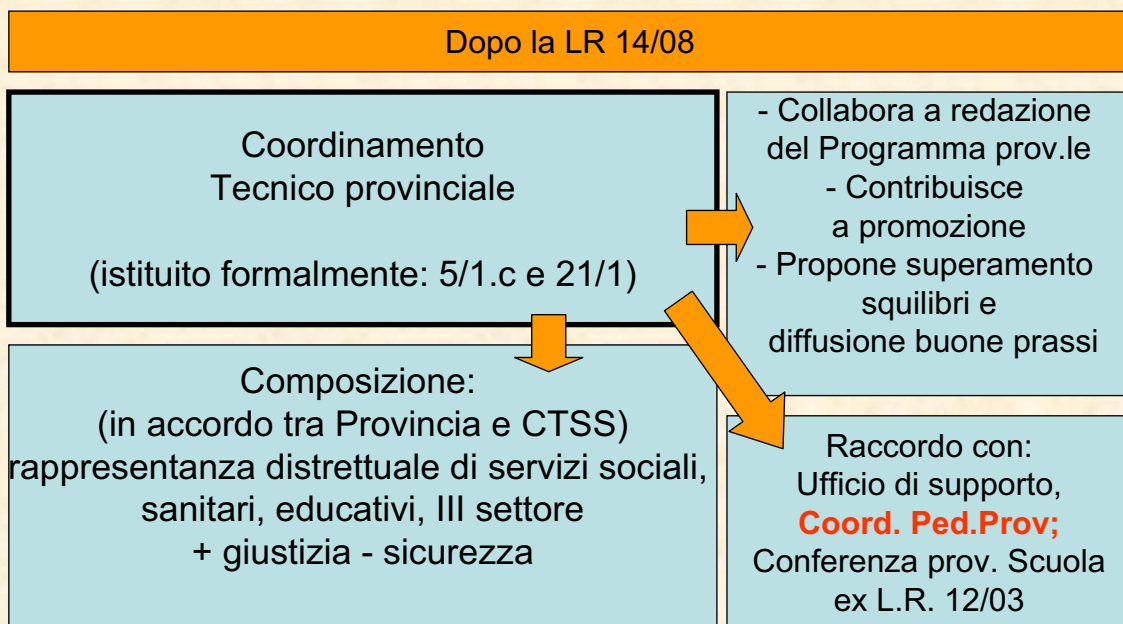 Dopo la LR 14/08
Coordinamento
Tecnico provinciale
(istituito formalmente: 5/1.c e 21/1)
- Collabora a redazione
del Programma prov.le
- Contribuisce
a promozione
- Propone superamento
squilibri e
diffusione buone prassi
Composizione:
(in accordo tra Provincia e CTSS)
rappresentanza distrettuale di servizi sociali,
sanitari, educativi, III settore
+ giustizia - sicurezza
Raccordo con:
Ufficio di supporto,
Coord. Ped.Prov;
Conferenza prov. Scuola
ex L.R. 12/03